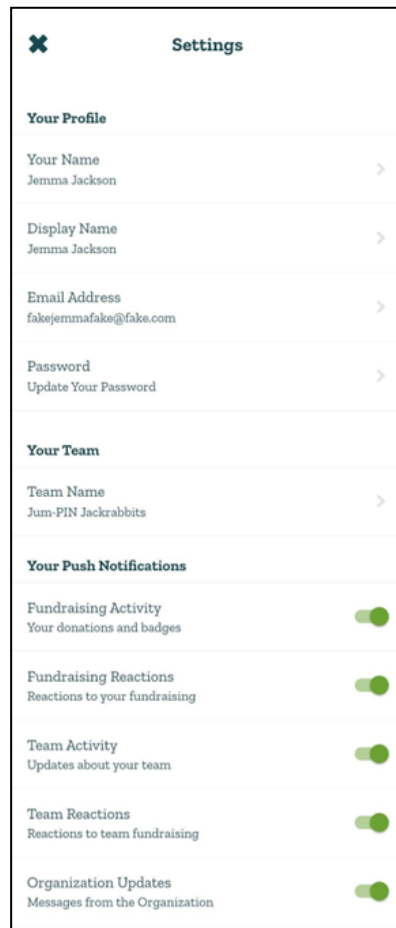 Settings
Your Profile
Your Name
Jemma Jackson
Display Name
Jemma Jackson
Email Address
fakejemmafake@fake.com
Password
Update Your Password
Your Team
Team Name
Jum-PIN Jackrabbits
Your Push Notifications
Fundraising Activity
Your donations and badges
Fundraising Reactions
Reactions to your fundraising
Team Activity
Updates about your team
Team Reactions
Reactions to team fundraising
Organization Updates
Messages from the Organization